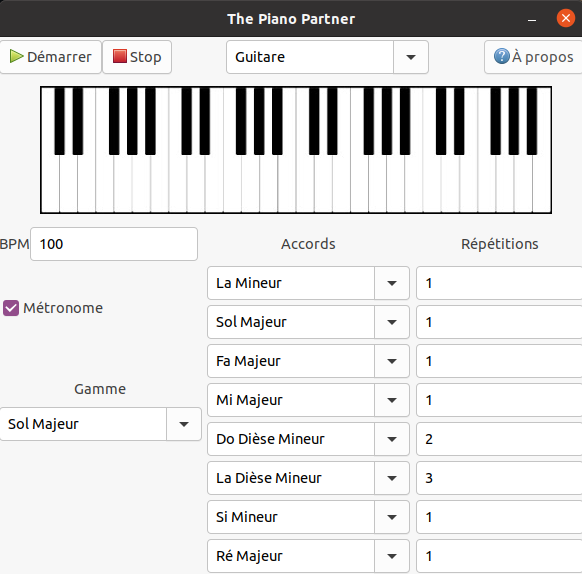 The Piano Partner
Démarrer Stop Guitare À propos
BPM 100 Accords Répétitions
La Mineur 1
Métronome
Sol Majeur 1
Fa Majeur 1
Gamme
Mi Majeur 1
Sol Majeur
Do Dièse Mineur 2
La Dièse Mineur 3
Si Mineur 1
Ré Majeur 1